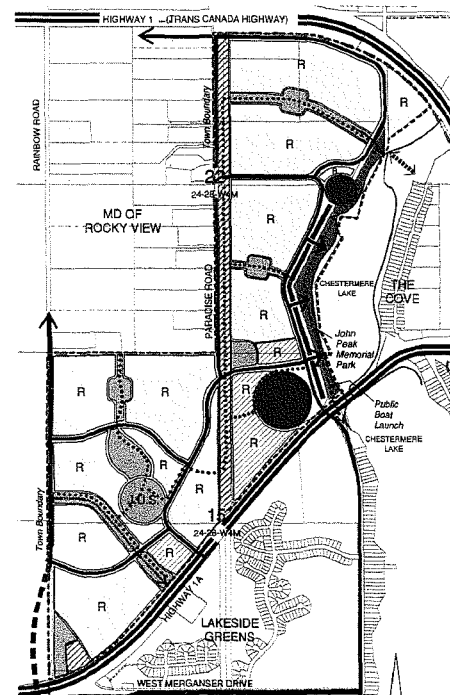 HIGHWAY 1 - (TRANS CANADA HIGHWAY)
RAINBOW ROAD
Town Boundary
R
R
R
24-28-W4M
MD OF
ROCKY VIEW
R
PARADISE ROAD
CHESTERMERE
LAKE
THE
COVE
R
John
Peak
Memorial
Park
R
R
R
Public
Boat
Launch
CHESTERMERE
LAKE
R
R
R
R
J.O.S
R
R
24-28-W4M
Town Boundary
R
R
HIGHWAY 1A
R
LAKESIDE
GREENS
WEST MERGANSER DRIVE